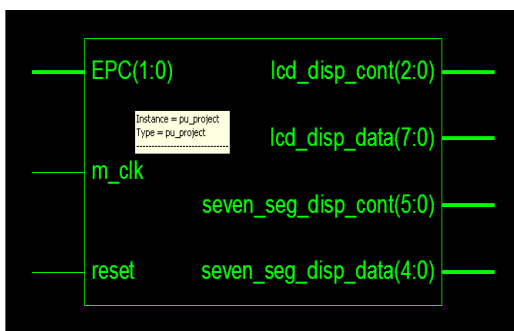 EPC(1:0) lcd_disp_cont(2:0)
Instance = pu_project
Type = pu_project
--------------------------------
lcd_disp_data(7:0)
m_clk
seven_seg_disp_cont(5:0)
reset seven_seg_disp_data(4:0)